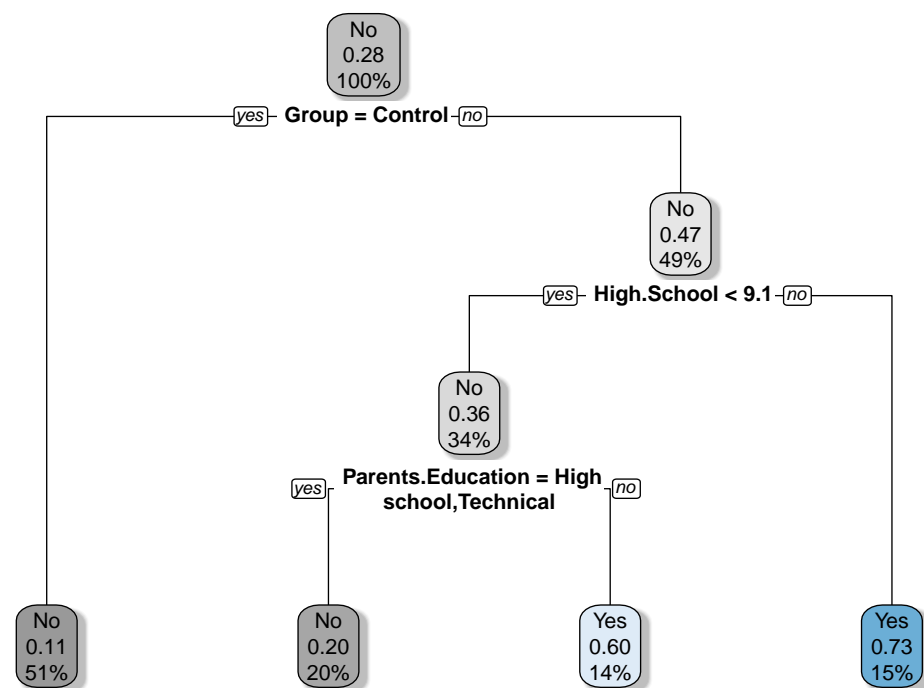 No
0.28
100%
yes Group = Control no
No
0.47
49%
yes High.School < 9.1 no
No
0.36
34%
yes Parents.Education = High no
school,Technical
No
0.11
51%
No
0.20
20%
Yes
0.60
14%
Yes
0.73
15%